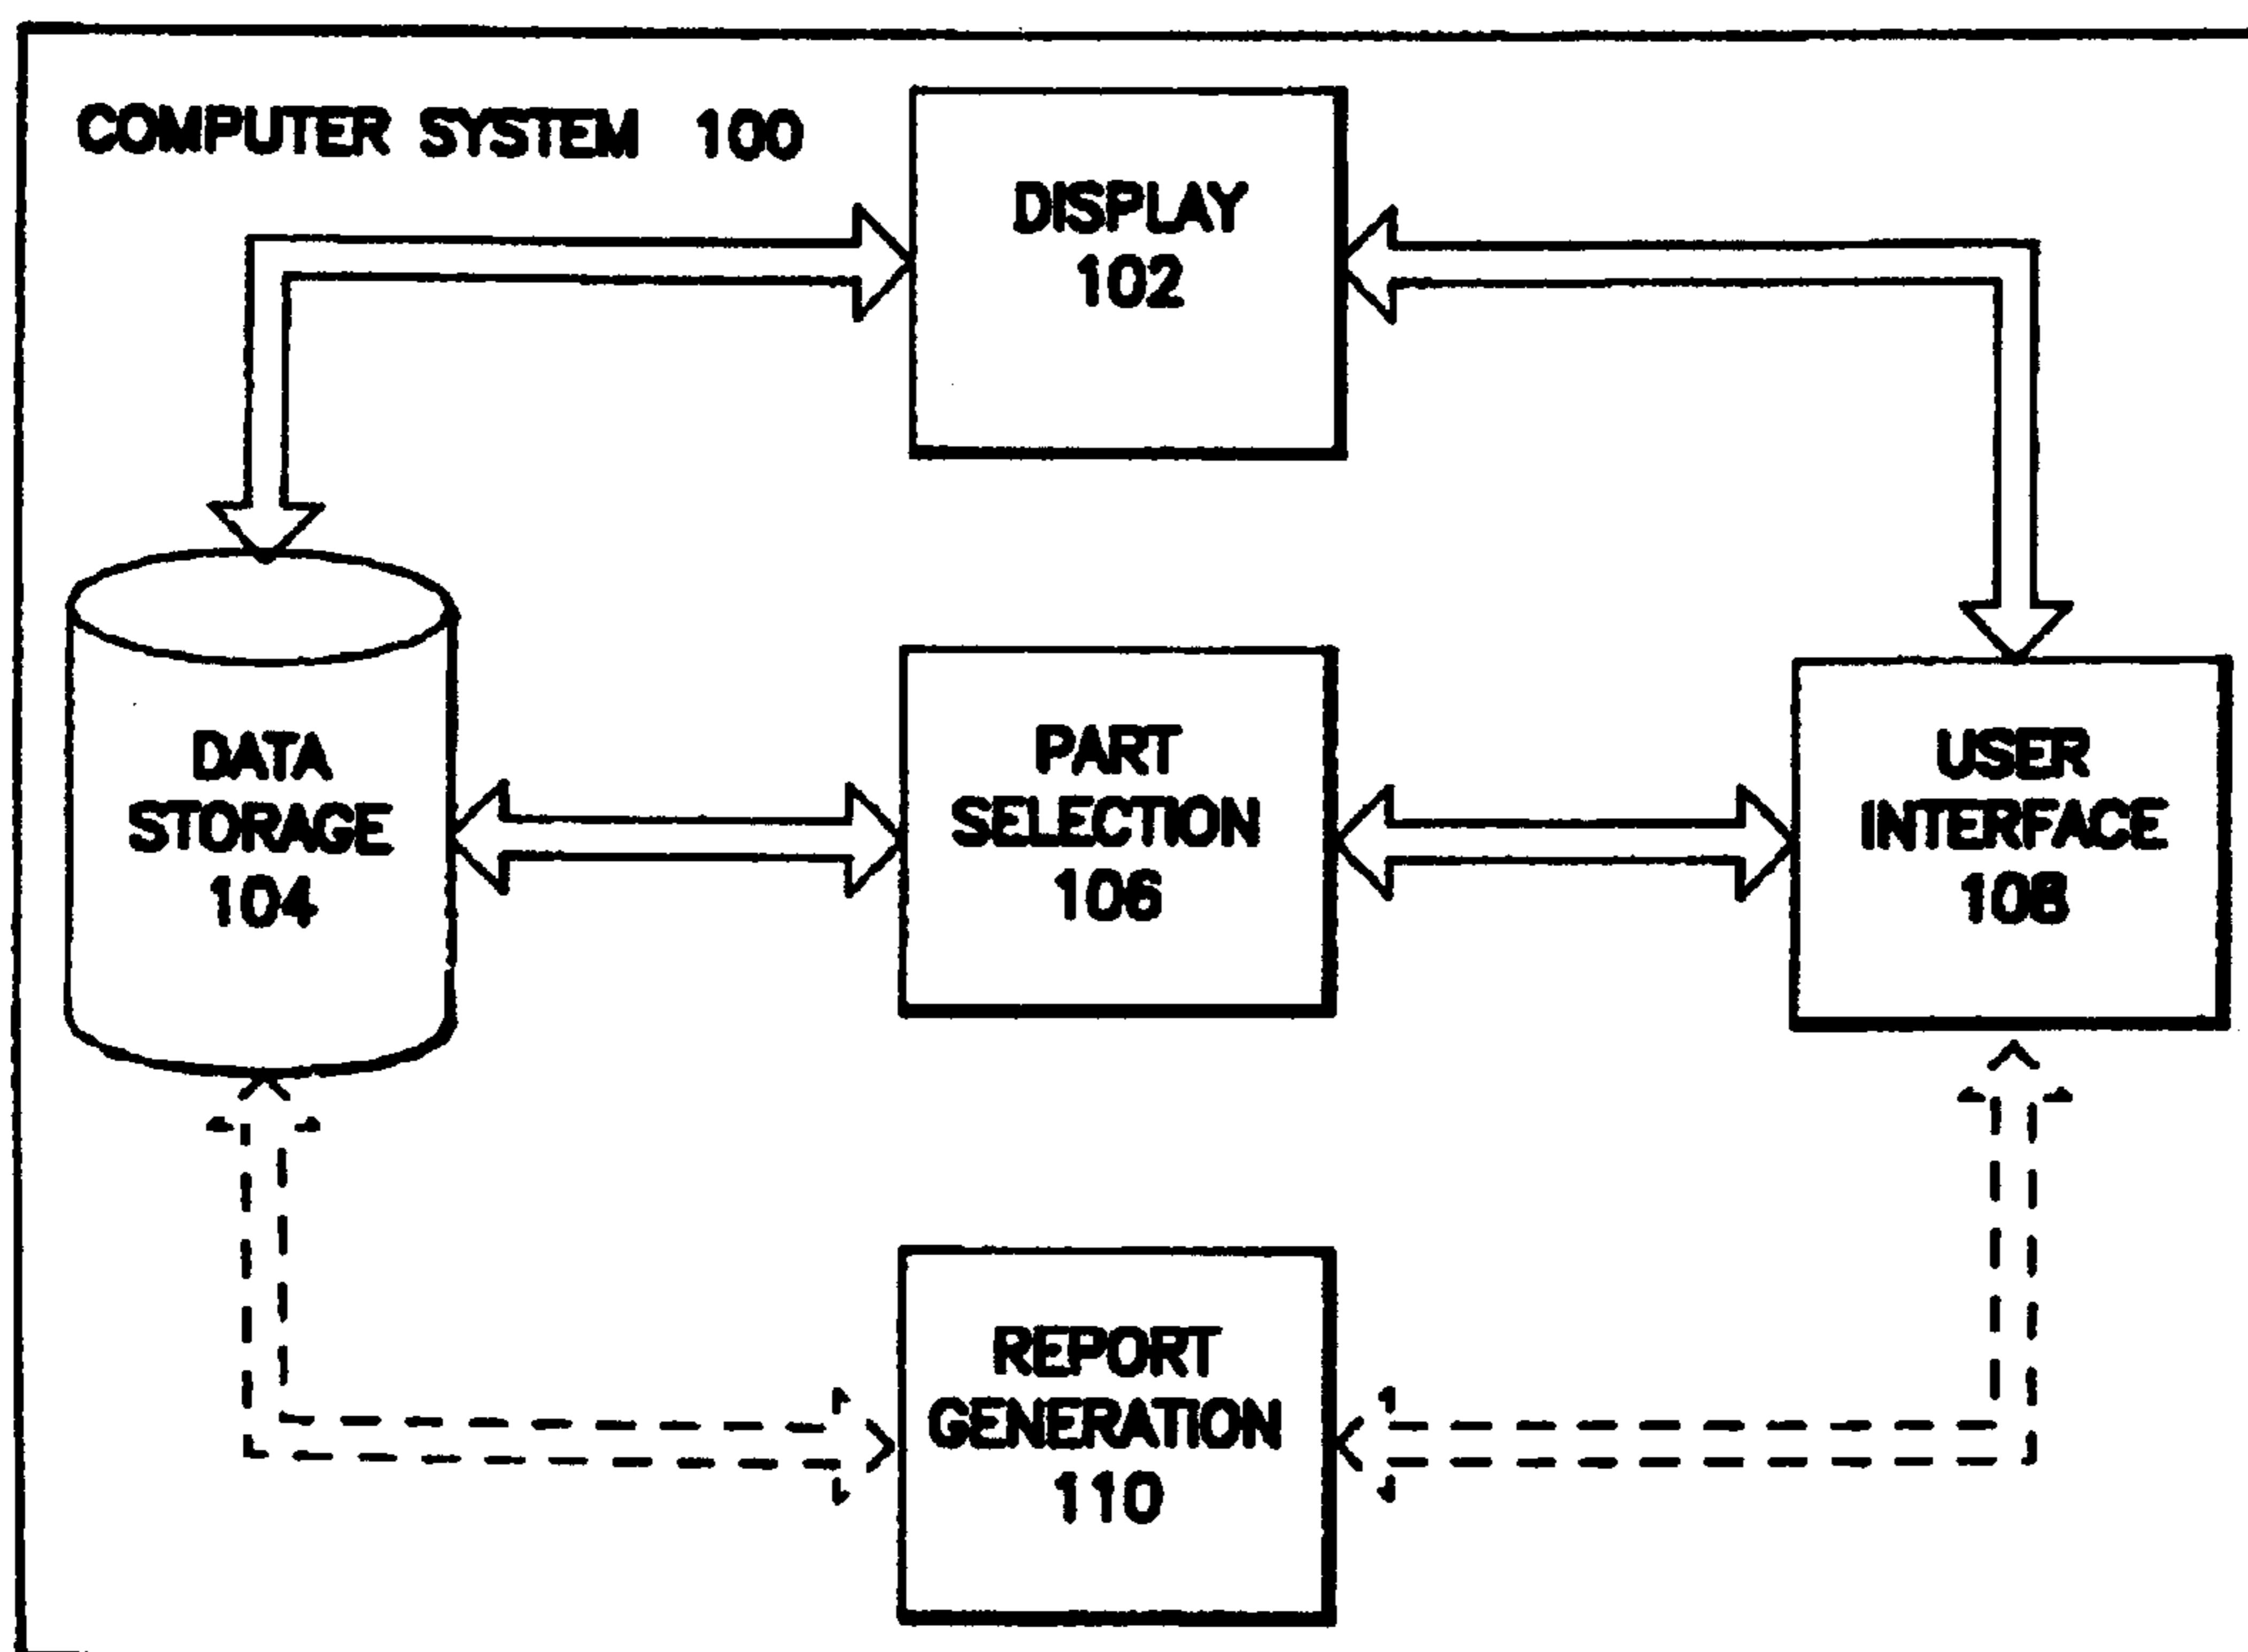 COMPUTER SYSTEM 100
DISPLAY
102
DATA
STORAGE
104
PART
SELECTION
106
USER
INTERFACE
108
REPORT
GENERATION
110